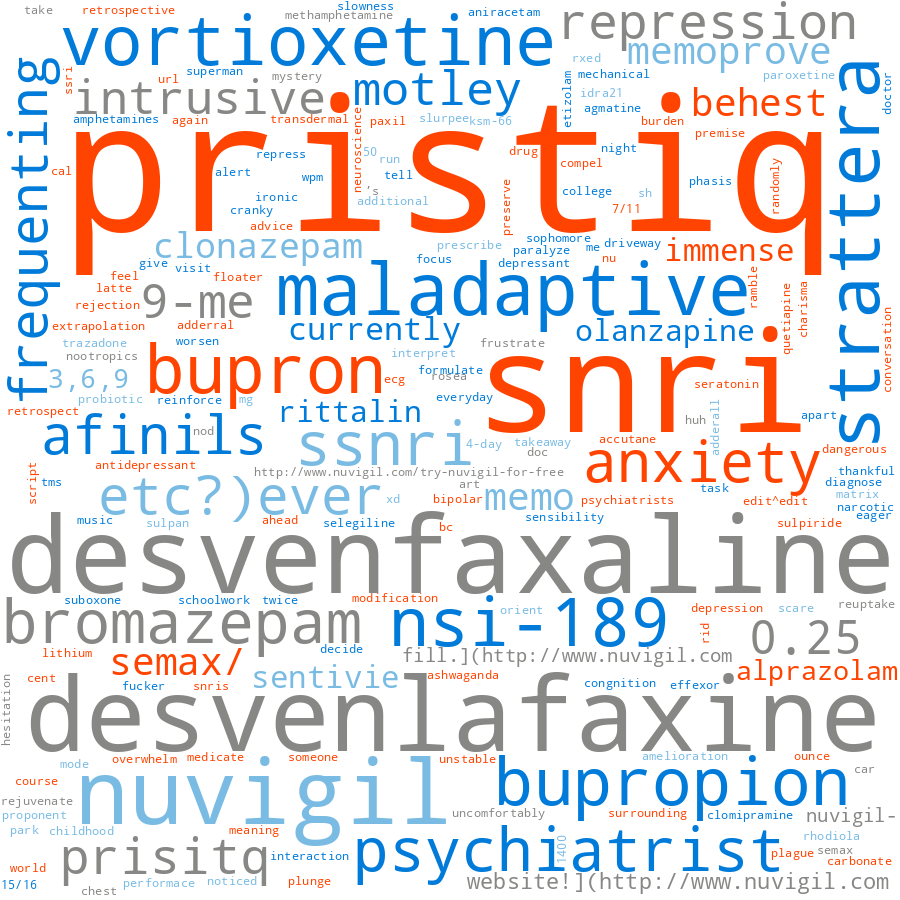 take retrospective slowness aniracetam
methamphetamine
vortioxetine repression
ssri url superman mystery rxed memoprove
mechanical paroxetine doctor
frequenting intrusive motley etizolam idra21 behest strattera
agmatine
amphetamines again transdermal paxil slurpee ksm-66 burden
premise
pristiq
neuroscience 50 run drug night
repress compel
cal alert wpm tell phasis randomly
’s college sh
ironic additional preserve
cranky 7/11
advice
clonazepam prescribe sophomore me driveway immense
paralyze nu
give visit focus depressant
feel floater maladaptive ramble charisma
latte 9-me quetiapine
rejection
extrapolation adderral currently olanzapine conversation
trazadone worsen frustrate
nootropics bupron interpret snri
3,6,9 ecg rosea formulate seratonin
probiotic reinforce mg everyday
retrospect rittalin adderall apart
nod huh
afinils ssnri 4-day takeaway accutane
doc anxiety dangerous
script antidepressant http://www.nuvigil.com/try-nuvigil-for-free thankful
tms art task diagnose
etc?)ever xd bipolar memo psychiatrists edit^edit matrix
narcotic
music sulpan ahead selegiline bc sensibility sulpiride eager
desvenfaxaline
suboxone schoolwork twice modification orient depression scare reuptake
bromazepam nsi-189 rid 0.25
lithium decide fill.](http://www.nuvigil.com
semax/ alprazolam
cent fucker snris sentivie ashwaganda congnition effexor
hesitation desvenlafaxine
mode overwhelm medicate someone unstable amelioration ounce
car
course nuvigil bupropion
rejuvenate
proponent uncomfortably surrounding clomipramine nuvigil-
park childhood meaning rhodiola
prisitq interaction psychiatrist 1400 semax
plague carbonate
world
15/16 performace noticed plunge website!](http://www.nuvigil.com
chest